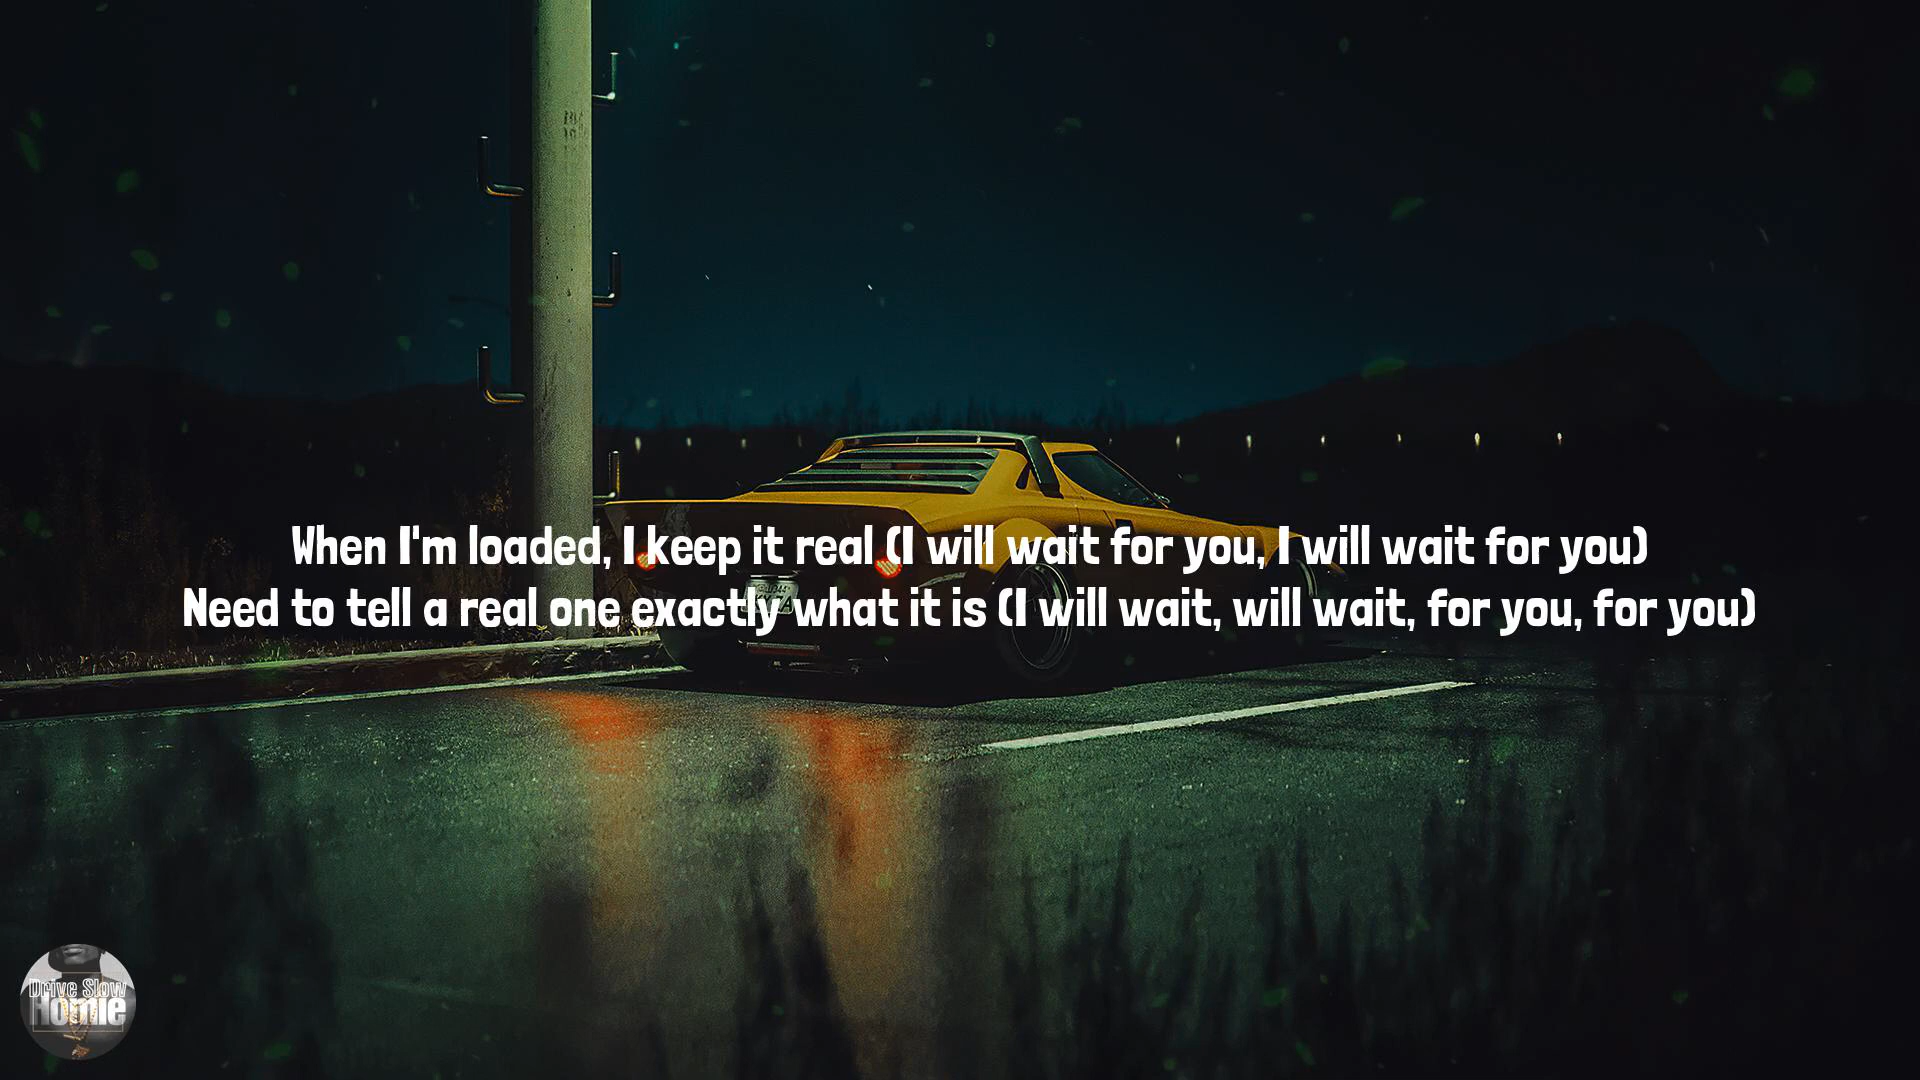 When I'm loaded, I keep it real (I will wait for you, I will wait for you)
Need to tell a real one exactly what it is (I will wait, will wait, for you, for you)
Drive Slow
Homie